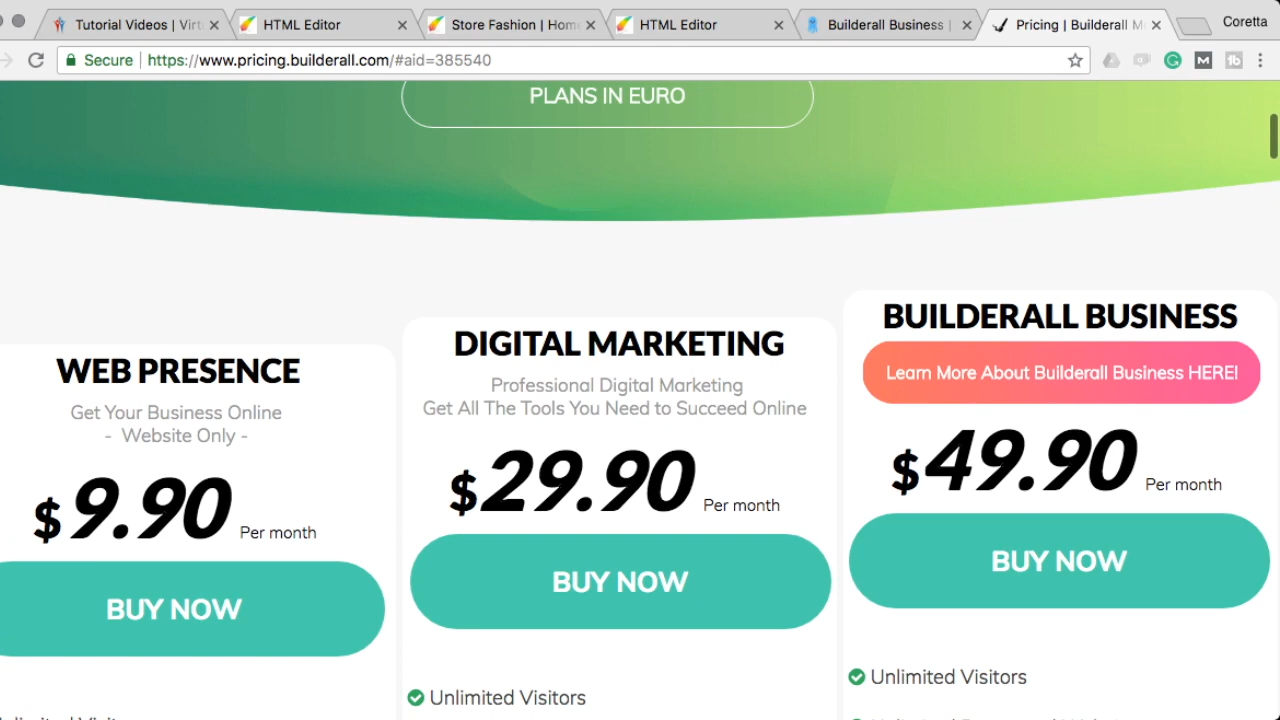 Tutorial Videos | Virt
HTML Editor
Store Fashion | Hom
HTML Editor
Builderall Business |
Pricing | Builderall M
Coretta
Secure
https://www.pricing.builderall.com/#aid=385540
PLANS IN EURO
WEB PRESENCE
Get Your Business Online
- Website Only -
$9.90 Per month
BUY NOW
DIGITAL MARKETING
Professional Digital Marketing
Get All The Tools You Need to Succeed Online
$29.90 Per month
BUY NOW
Unlimited Visitors
BUILDERALL BUSINESS
Learn More About Builderall Business HERE!
$49.90 Per month
BUY NOW
Unlimited Visitors